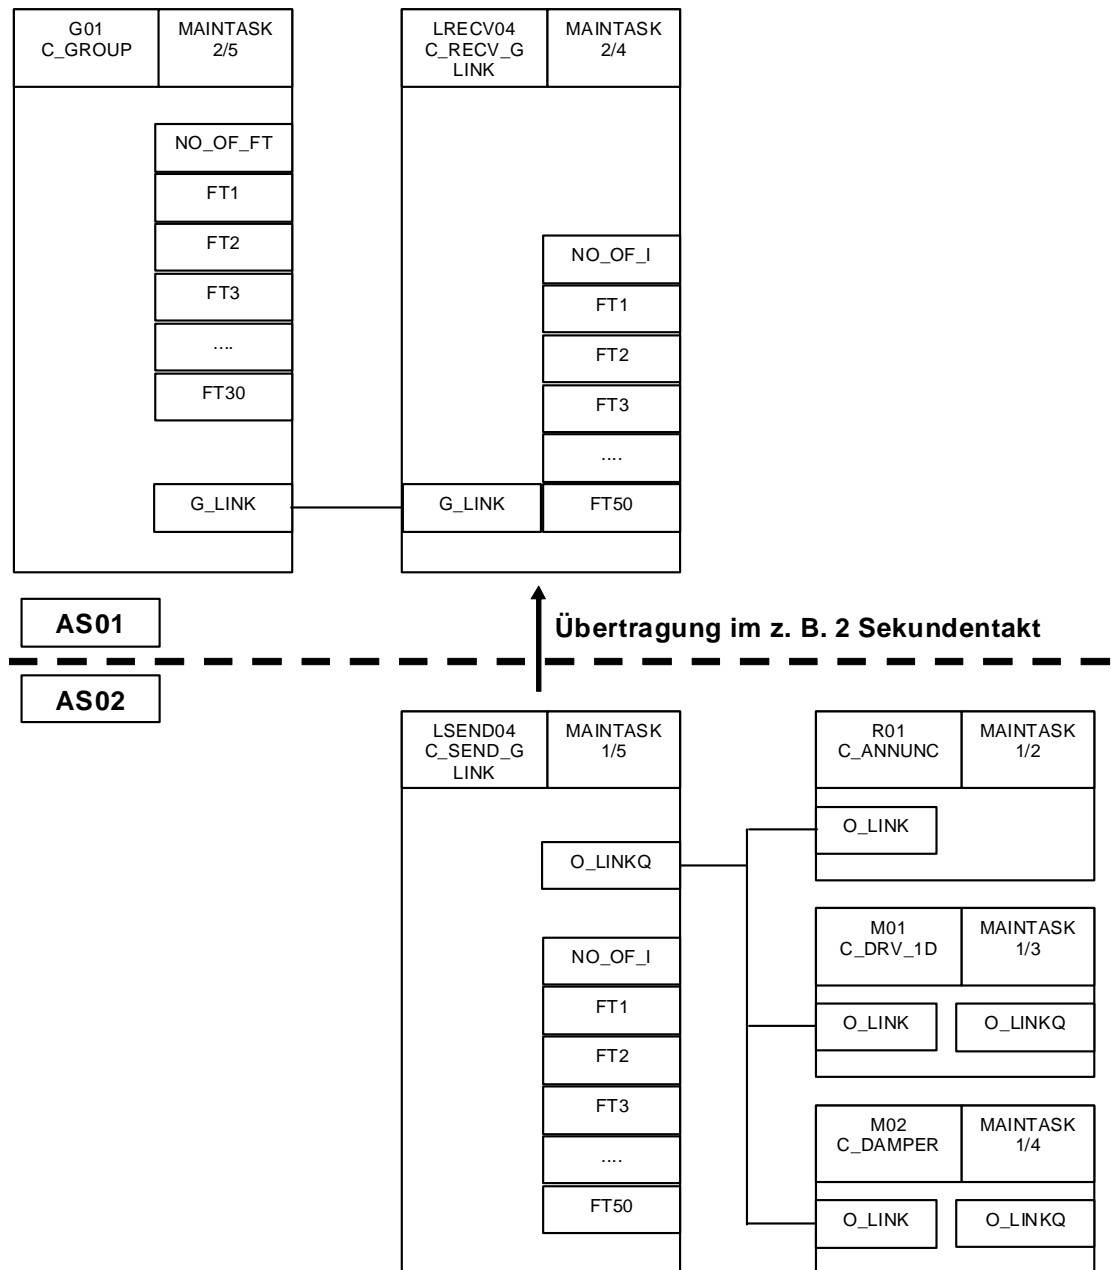 G01
C_GROUP
MAINTASK
2/5
NO_OF_FT
FT1
FT2
FT3
....
FT30
G_LINK
LRECV04
C_RECV_G
LINK
MAINTASK
2/4
NO_OF_I
FT1
FT2
FT3
....
G_LINK
FT50
AS01
Übertragung im z. B. 2 Sekundentakt
AS02
LSEND04
C_SEND_G
LINK
MAINTASK
1/5
O_LINKQ
NO_OF_I
FT1
FT2
FT3
....
FT50
R01
C_ANNUNC
MAINTASK
1/2
O_LINK
M01
C_DRV_1D
MAINTASK
1/3
O_LINK
O_LINKQ
M02
C_DAMPER
MAINTASK
1/4
O_LINK
O_LINKQ